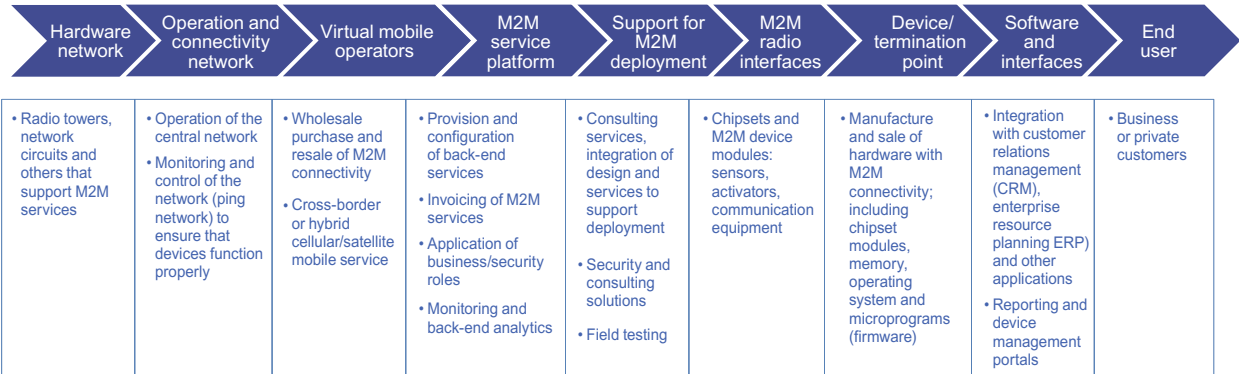 Hardware
network
Operation and
connectivity
network
Virtual mobile
operators
M2M
service
platform
Support for
M2M
deployment
M2M
radio
interfaces
Device/
termination
point
Software
and
interfaces
End
user
• Radio towers,
network
circuits and
others that
support M2M
services
• Operation of the
central network
• Monitoring and
control of the
network (ping
network) to
ensure that
devices function
properly
• Wholesale
purchase and
resale of M2M
connectivity
• Cross-border
or hybrid
cellular/satellite
mobile service
• Provision and
configuration
of back-end
services
• Invoicing of M2M
services
• Application of
business/security
roles
• Monitoring and
back-end analytics
• Consulting
services,
integration of
design and
services to
support
deployment
• Security and
consulting
solutions
• Field testing
• Chipsets and
M2M device
modules:
sensors,
activators,
communication
equipment
• Manufacture
and sale of
hardware with
M2M
connectivity;
including
chipset
modules,
memory,
operating
system and
microprograms
(firmware)
• Integration
with customer
relations
management
(CRM),
enterprise
resource
planning ERP)
and other
applications
• Reporting and
device
management
portals
• Business
or private
customers